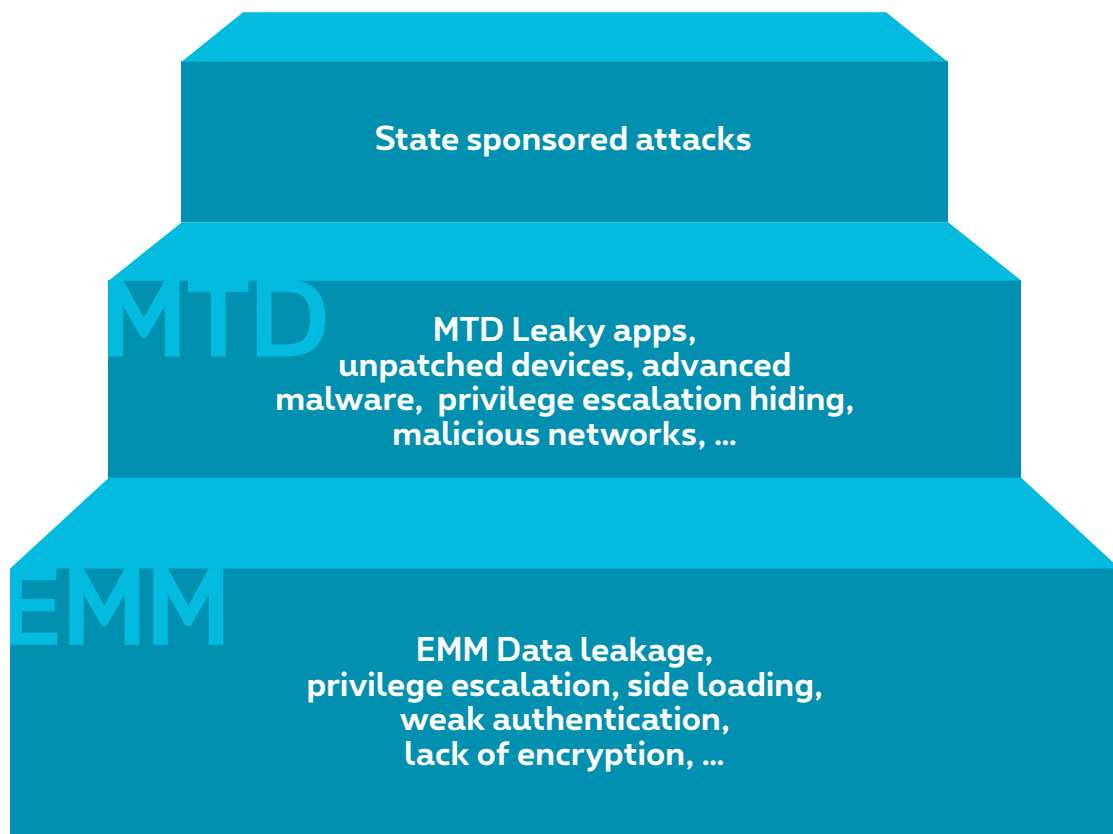 State sponsored attacks
MTD
MTD Leaky apps,
unpatched devices, advanced
malware, privilege escalation hiding,
malicious networks, ...
EMM
EMM Data leakage,
privilege escalation, side loading,
weak authentication,
lack of encryption, ...